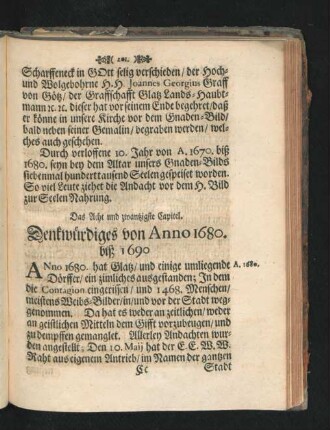 201.
Scharffeneck in GOtt selig verschieden / der Hoch-
und Wolgebohrne H.H. Joannes Georgius Graff
von Götz / der Graffschafft Glatz Lands-Haubt-
mann ꝛc. ꝛc. dieser hat vor seinem Ende begehret / daß
er könne in unsere Kirche vor dem Gnaden-Bild /
bald neben seiner Gemalin / begraben werden / wel-
ches auch geschehen.
Durch verlossene 10. Jahr von A. 1670. biß
1680. seyn bey dem Altar unsers Gnaden-Bilds
siebenmal hundert tausend Seelen gespeiset worden.
So viel Leute ziehet die Andacht vor dem H. Bild
zur Seelen Nahrung.
Das Acht und zwantzigste Capitel.
Denkwürdiges von Anno 1680.
biß 1690
ANno 1680. hat Glatz / und einige umliegende
A. 1680.
Dörffer / ein zimliches ausgestanden; In dem
die Contagion eingerissen / und 1468. Menschen /
meistens Weibs-Bilder / in / und vor der Stadt weg-
genommen. Da hat es weder an zeitlichen / weder
an geistlichen Mitteln dem Gifft vorzubeugen / und
zu dempffen gemanglet. Allerley Andachten wur-
den angestellt. Den 10. Maij hat der E. E. W. W.
Raht aus eigenem Antrieb / im Namen der gantzen
Cc
Stadt